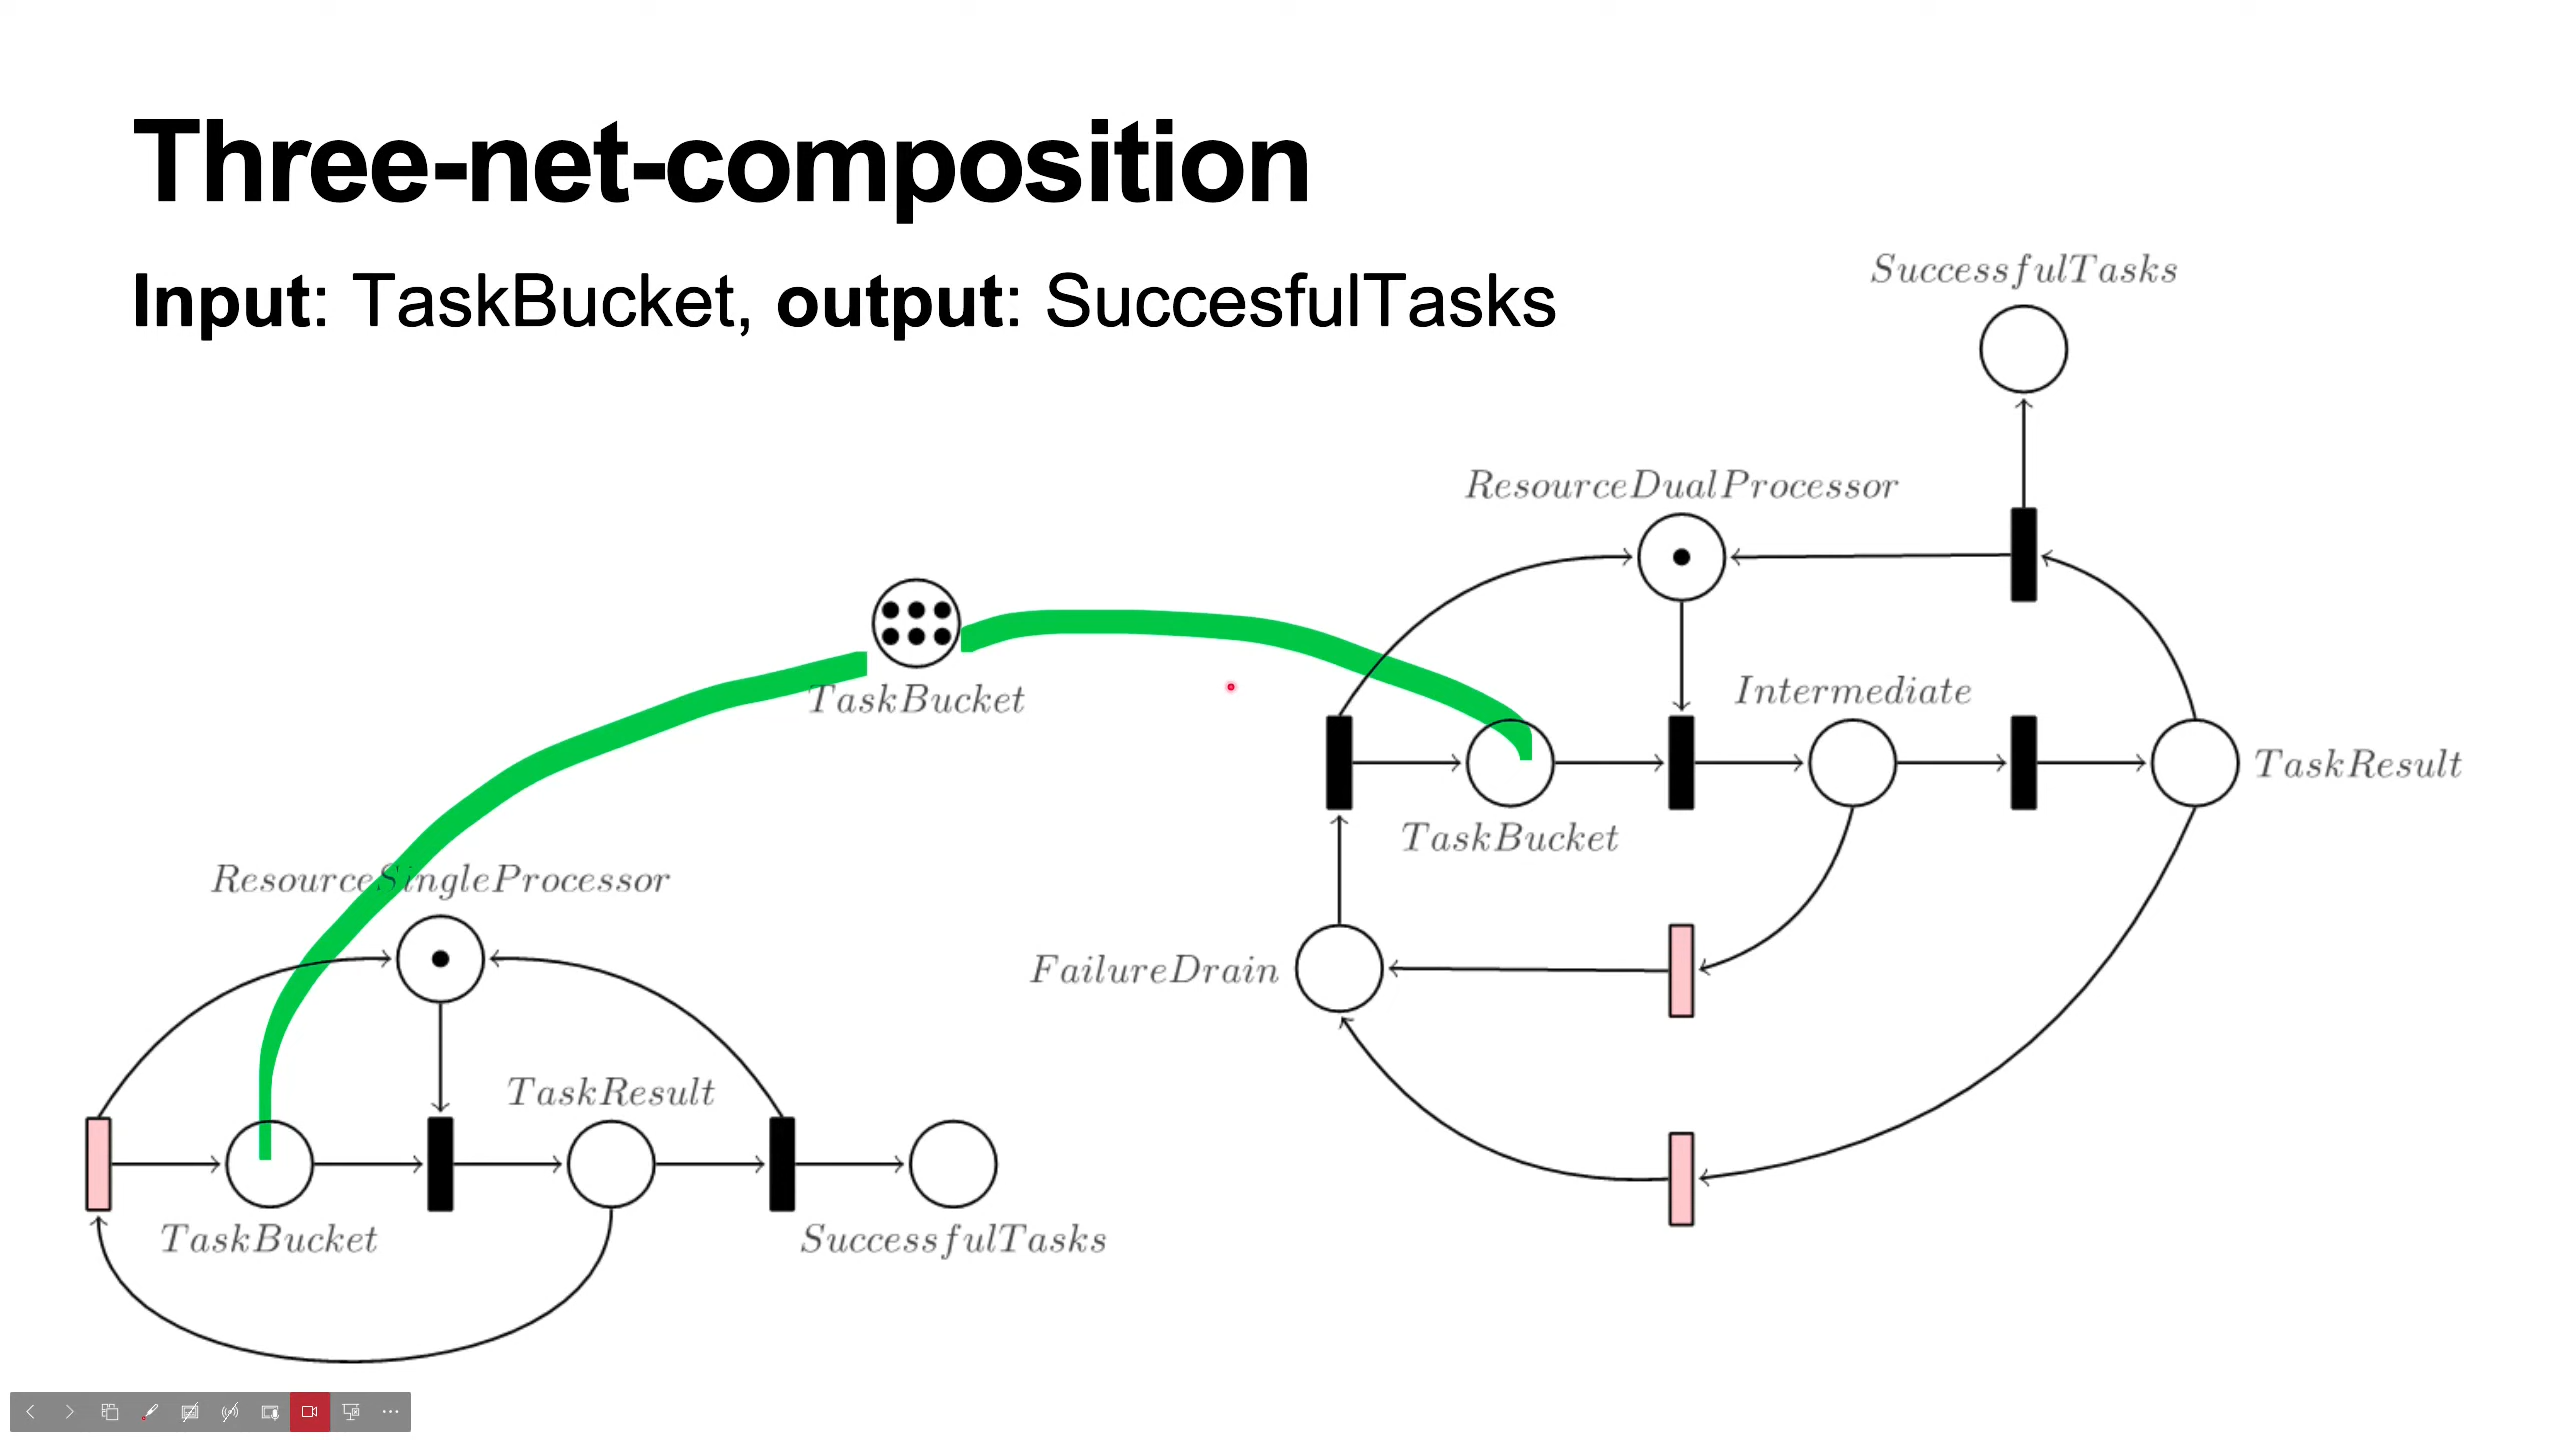 Three-net-composition
Input: TaskBucket, output: SuccesfulTasks
SuccessfulTasks
ResourceDualProcessor
TaskBucket
Intermediate
TaskResult
TaskBucket
ResourceSingleProcessor
FailureDrain
TaskResult
TaskBucket
SuccessfulTasks